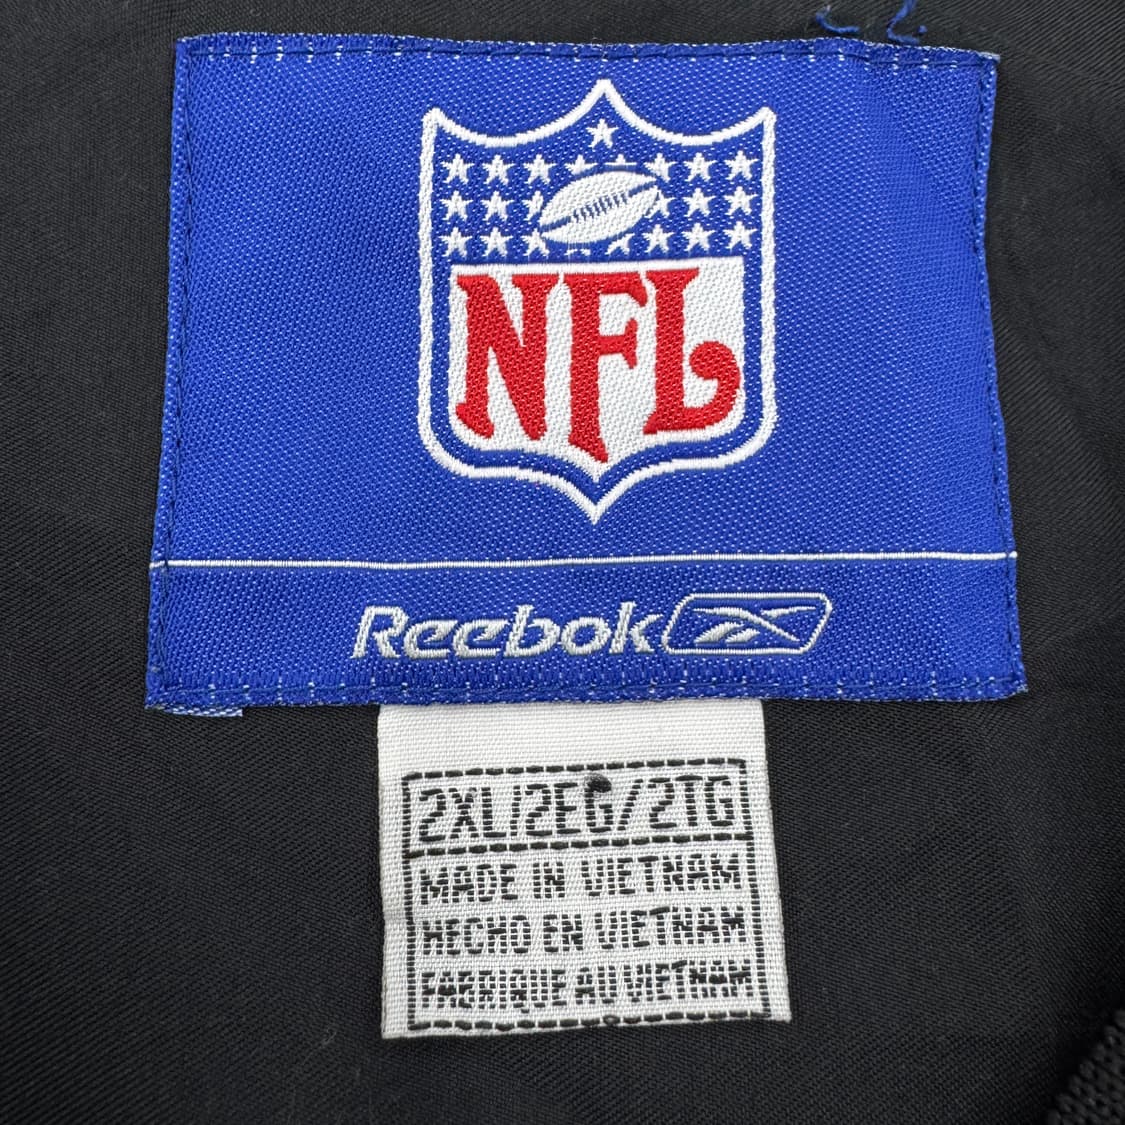 NFL
Reebok
2XL/2EG/2TG
MADE IN VIETNAM
HECHO EN VIETNAM
FABRIQUE AU VIETNAM